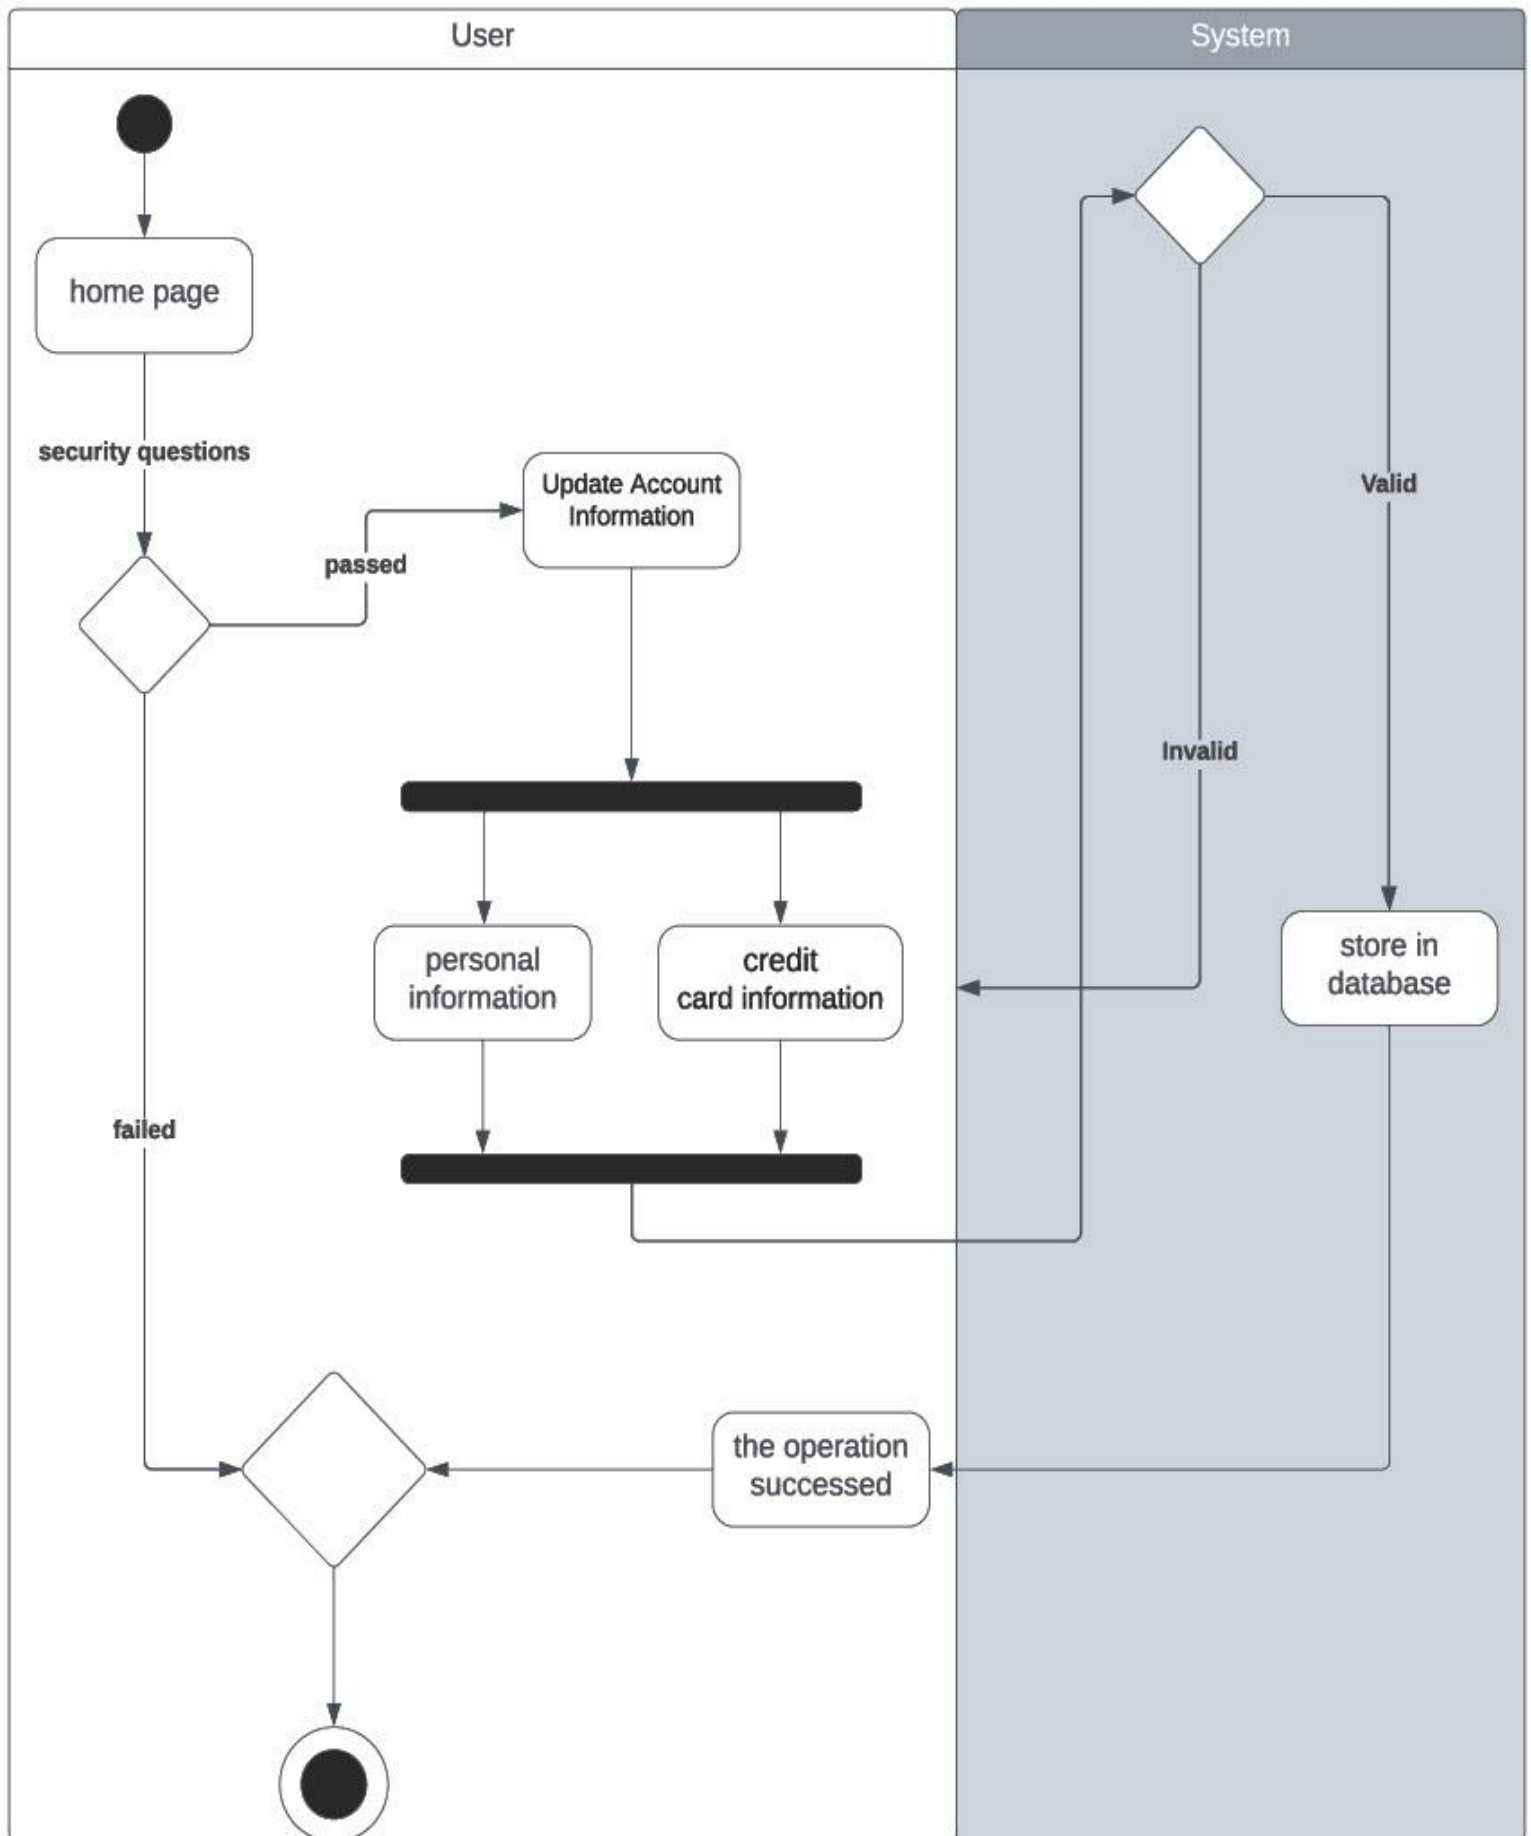 User
System
home page
security questions
Update Account
Information
passed
Valid
Invalid
personal
information
credit
card information
store in
database
failed
the operation
successed